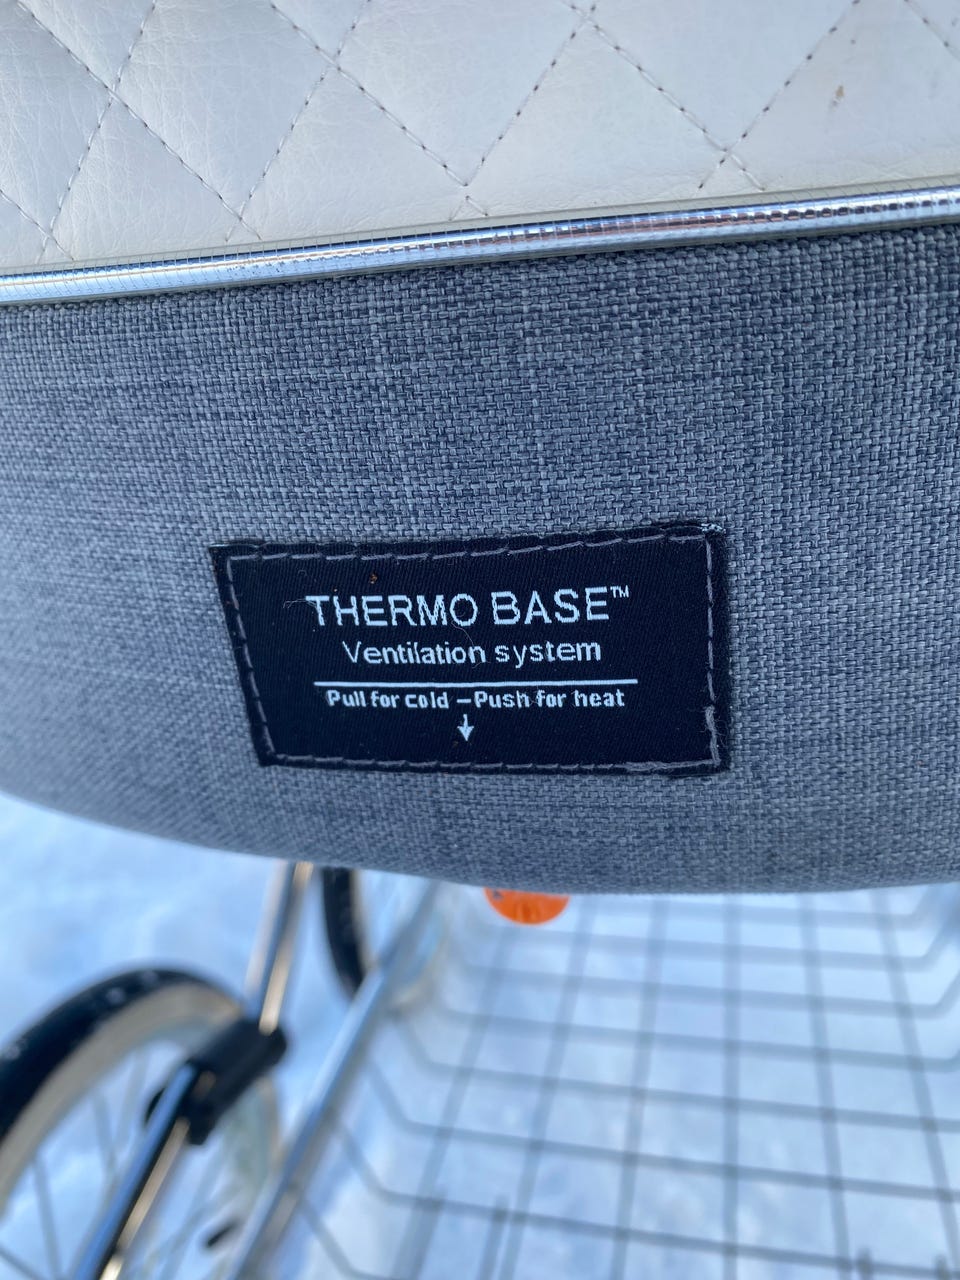 THERMO BASE™
Ventilation system
Pull for cold – Push for heat